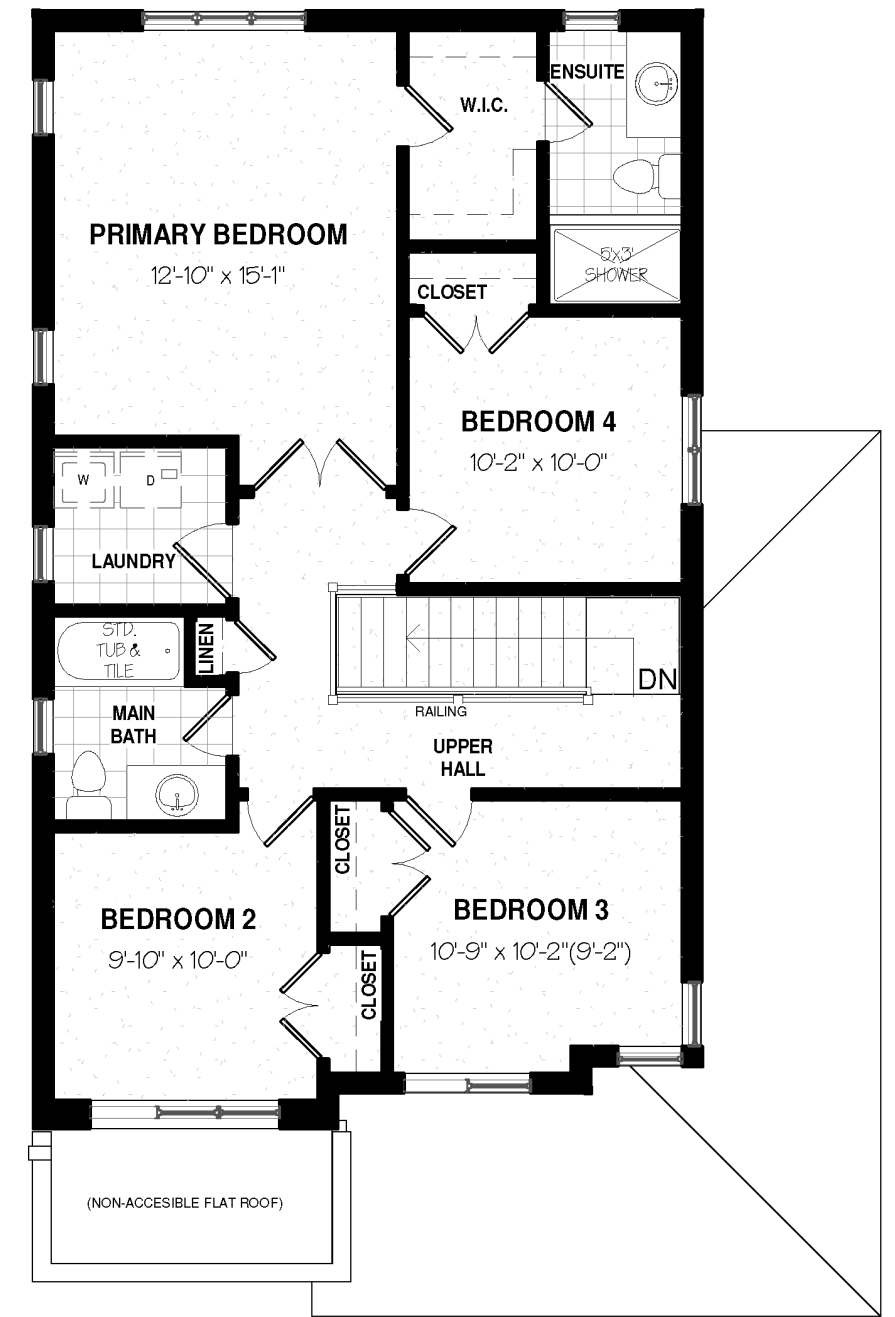 ENSUITE
W.I.C.
PRIMARY BEDROOM
12'-10" x 15'-1"
5'x3'
SHOWER
CLOSET
BEDROOM 4
10'-2" x 10'-0"
W
D
LAUNDRY
STD.
TUB &
TILE
LINEN
DN
MAIN
BATH
RAILING
UPPER
HALL
CLOSET
BEDROOM 2
9'-10" x 10'-0"
BEDROOM 3
10'-9" x 10'-2"(9'-2")
CLOSET
(NON-ACCESIBLE FLAT ROOF)